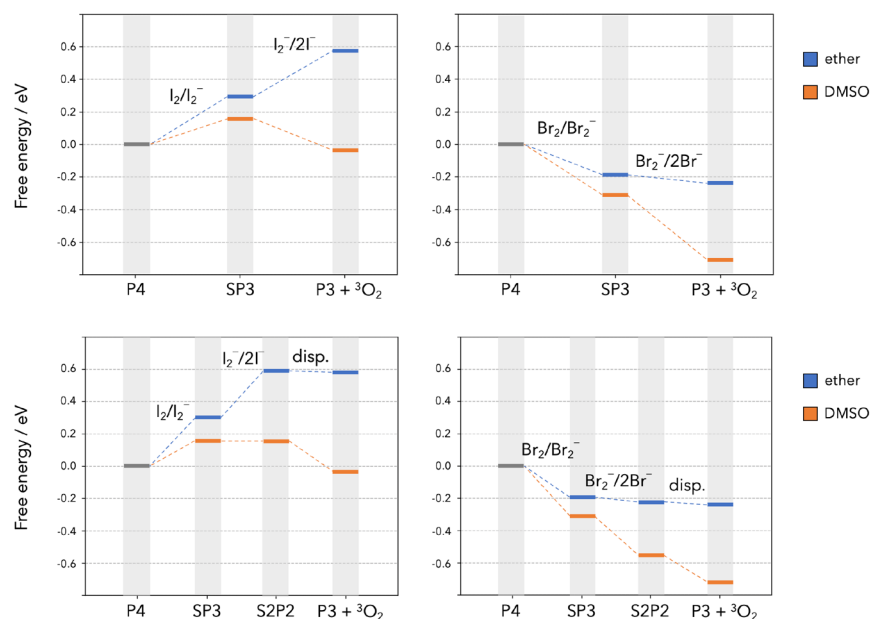 I₂⁻/2I⁻
I₂/I₂⁻
Free energy / eV
0.6
0.4
0.2
0.0
-0.2
-0.4
-0.6
P4
SP3
P3 + ³O₂
Br₂/Br₂⁻
Br₂⁻/2Br⁻
0.6
0.4
0.2
0.0
-0.2
-0.4
-0.6
P4
SP3
P3 + ³O₂
ether
DMSO
I₂⁻/2I⁻ disp.
I₂/I₂⁻
Free energy / eV
0.6
0.4
0.2
0.0
-0.2
-0.4
-0.6
P4
SP3
S2P2
P3 + ³O₂
Br₂/Br₂⁻
Br₂⁻/2Br⁻ disp.
0.6
0.4
0.2
0.0
-0.2
-0.4
-0.6
P4
SP3
S2P2
P3 + ³O₂
ether
DMSO